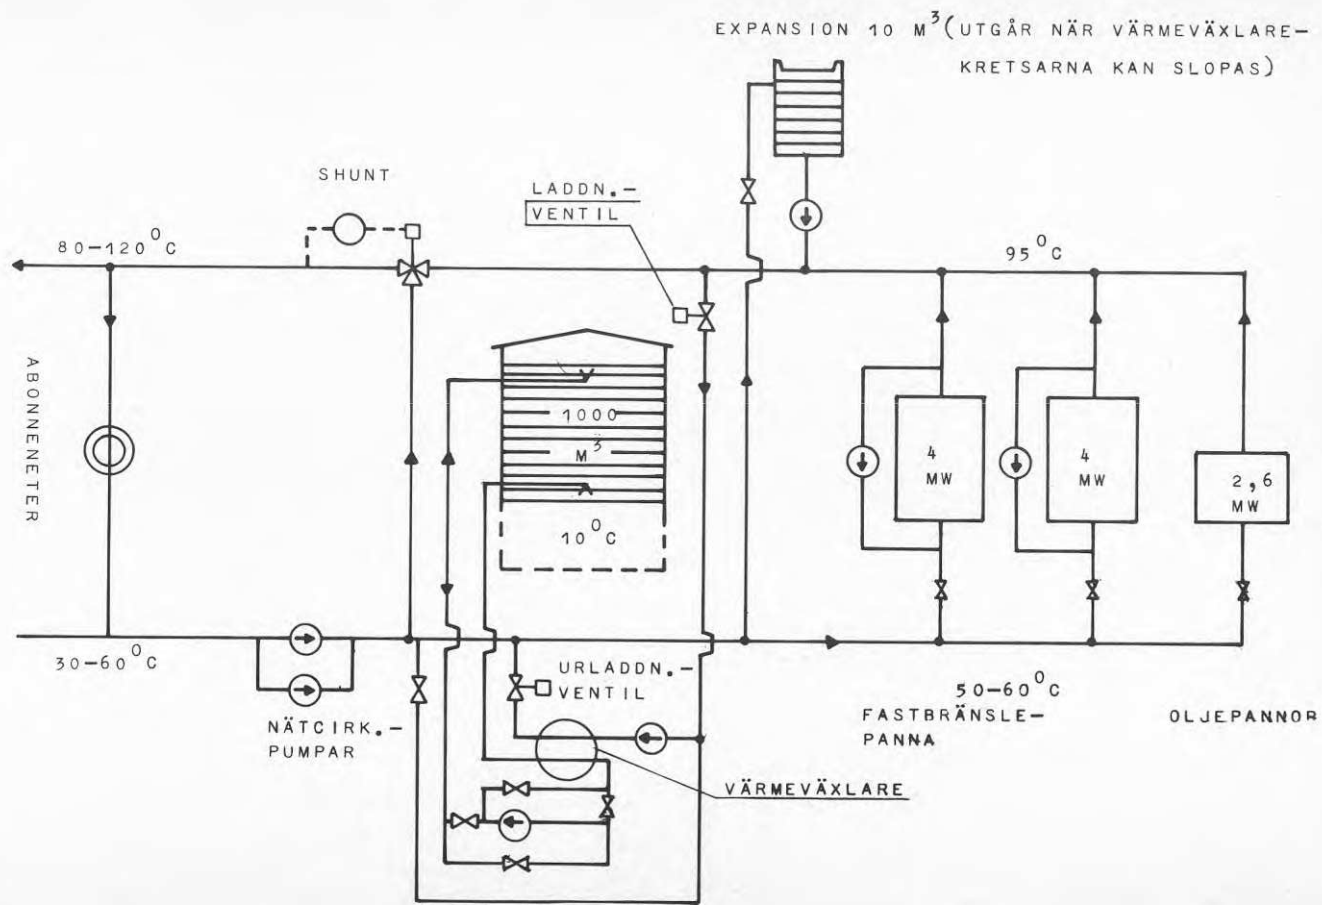 EXPANSION 10 M³ (UTGÅR NÄR VÄRMEVÄXLARE-
KRETSARNA KAN SLOPAS)
SHUNT
LADDN.-
VENTIL
80-120°C
95°C
ABONNENETER
1000
M³
10°C
4
MW
4
MW
2,6
MW
30-60°C
NÄTCIRK.-
PUMPAR
URLADDN.-
VENTIL
50-60°C
FASTBRÄNSLE-
PANNA
OLJEPANNOR
VÄRMEVÄXLARE